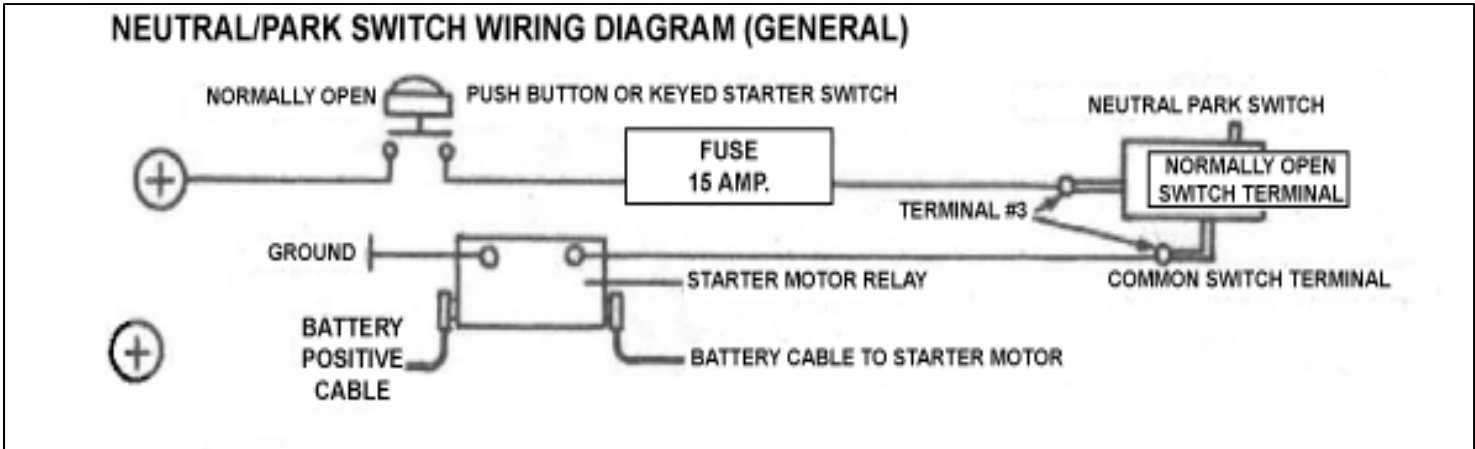 NEUTRAL/PARK SWITCH WIRING DIAGRAM (GENERAL)
NORMALLY OPEN
PUSH BUTTON OR KEYED STARTER SWITCH
NEUTRAL PARK SWITCH
+
FUSE
15 AMP.
NORMALLY OPEN
SWITCH TERMINAL
TERMINAL #3
GROUND
STARTER MOTOR RELAY
COMMON SWITCH TERMINAL
+
BATTERY
POSITIVE
CABLE
BATTERY CABLE TO STARTER MOTOR